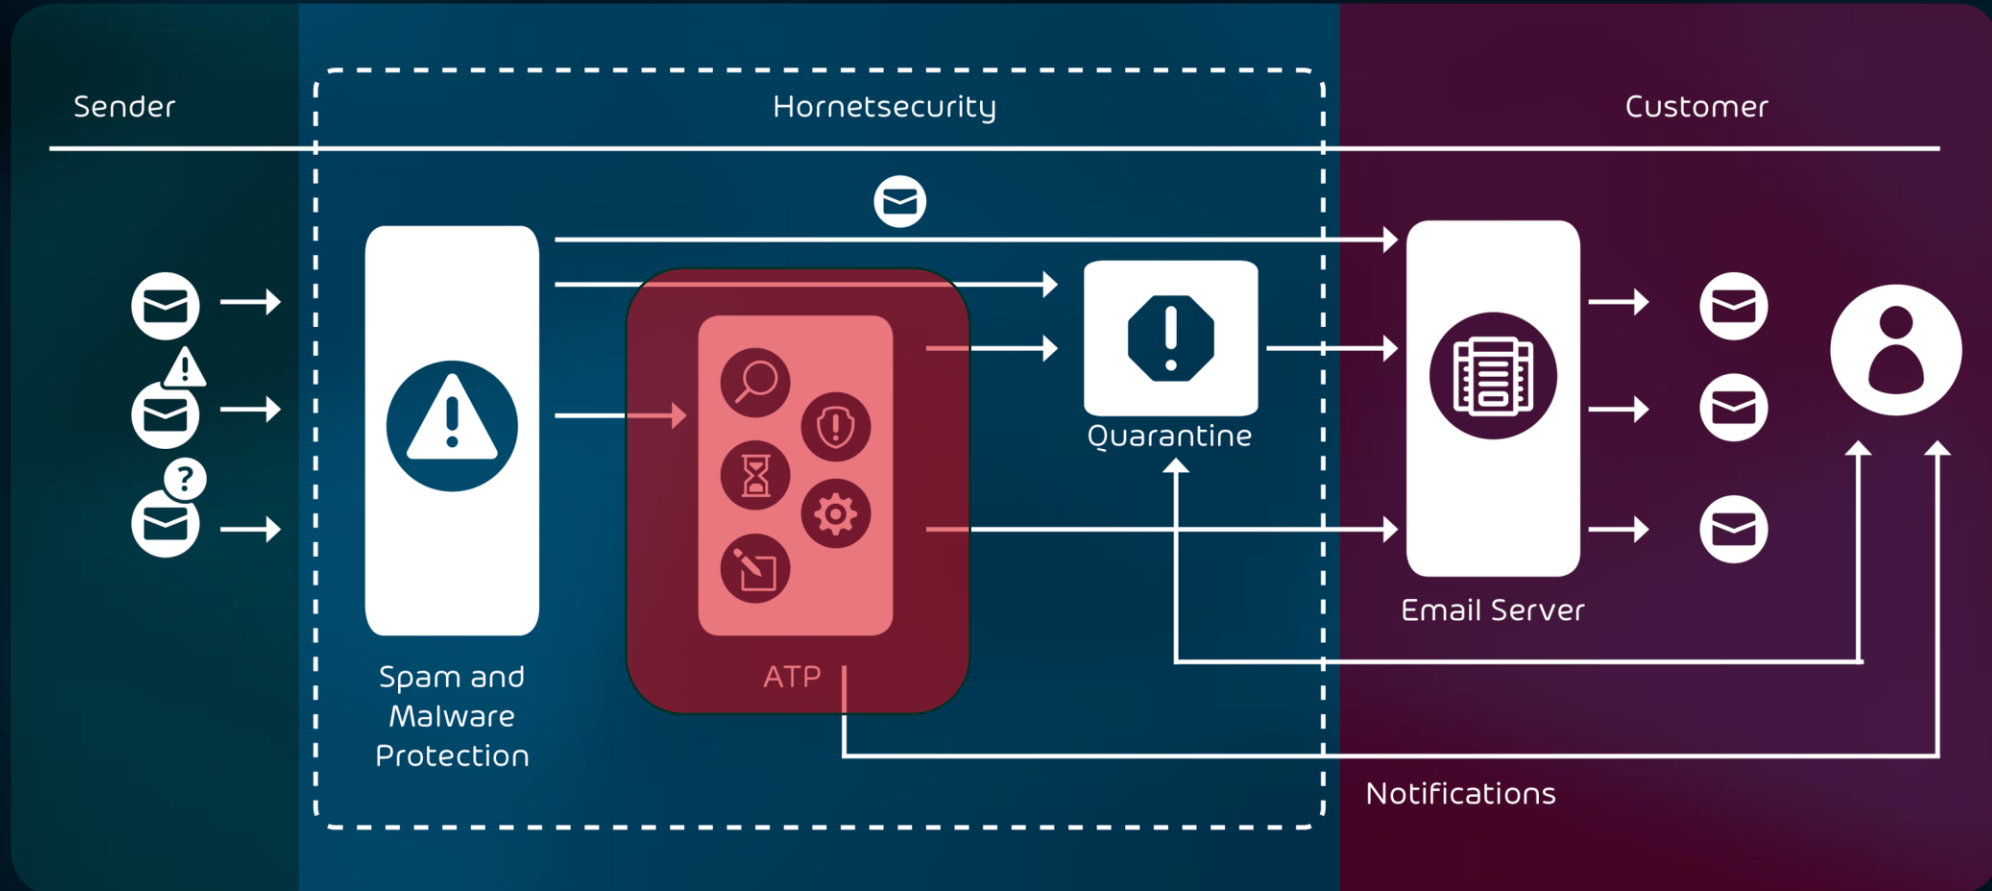 Sender
Hornetsecurity
Customer
?
Quarantine
Email Server
Spam and
Malware
Protection
ATP
Notifications